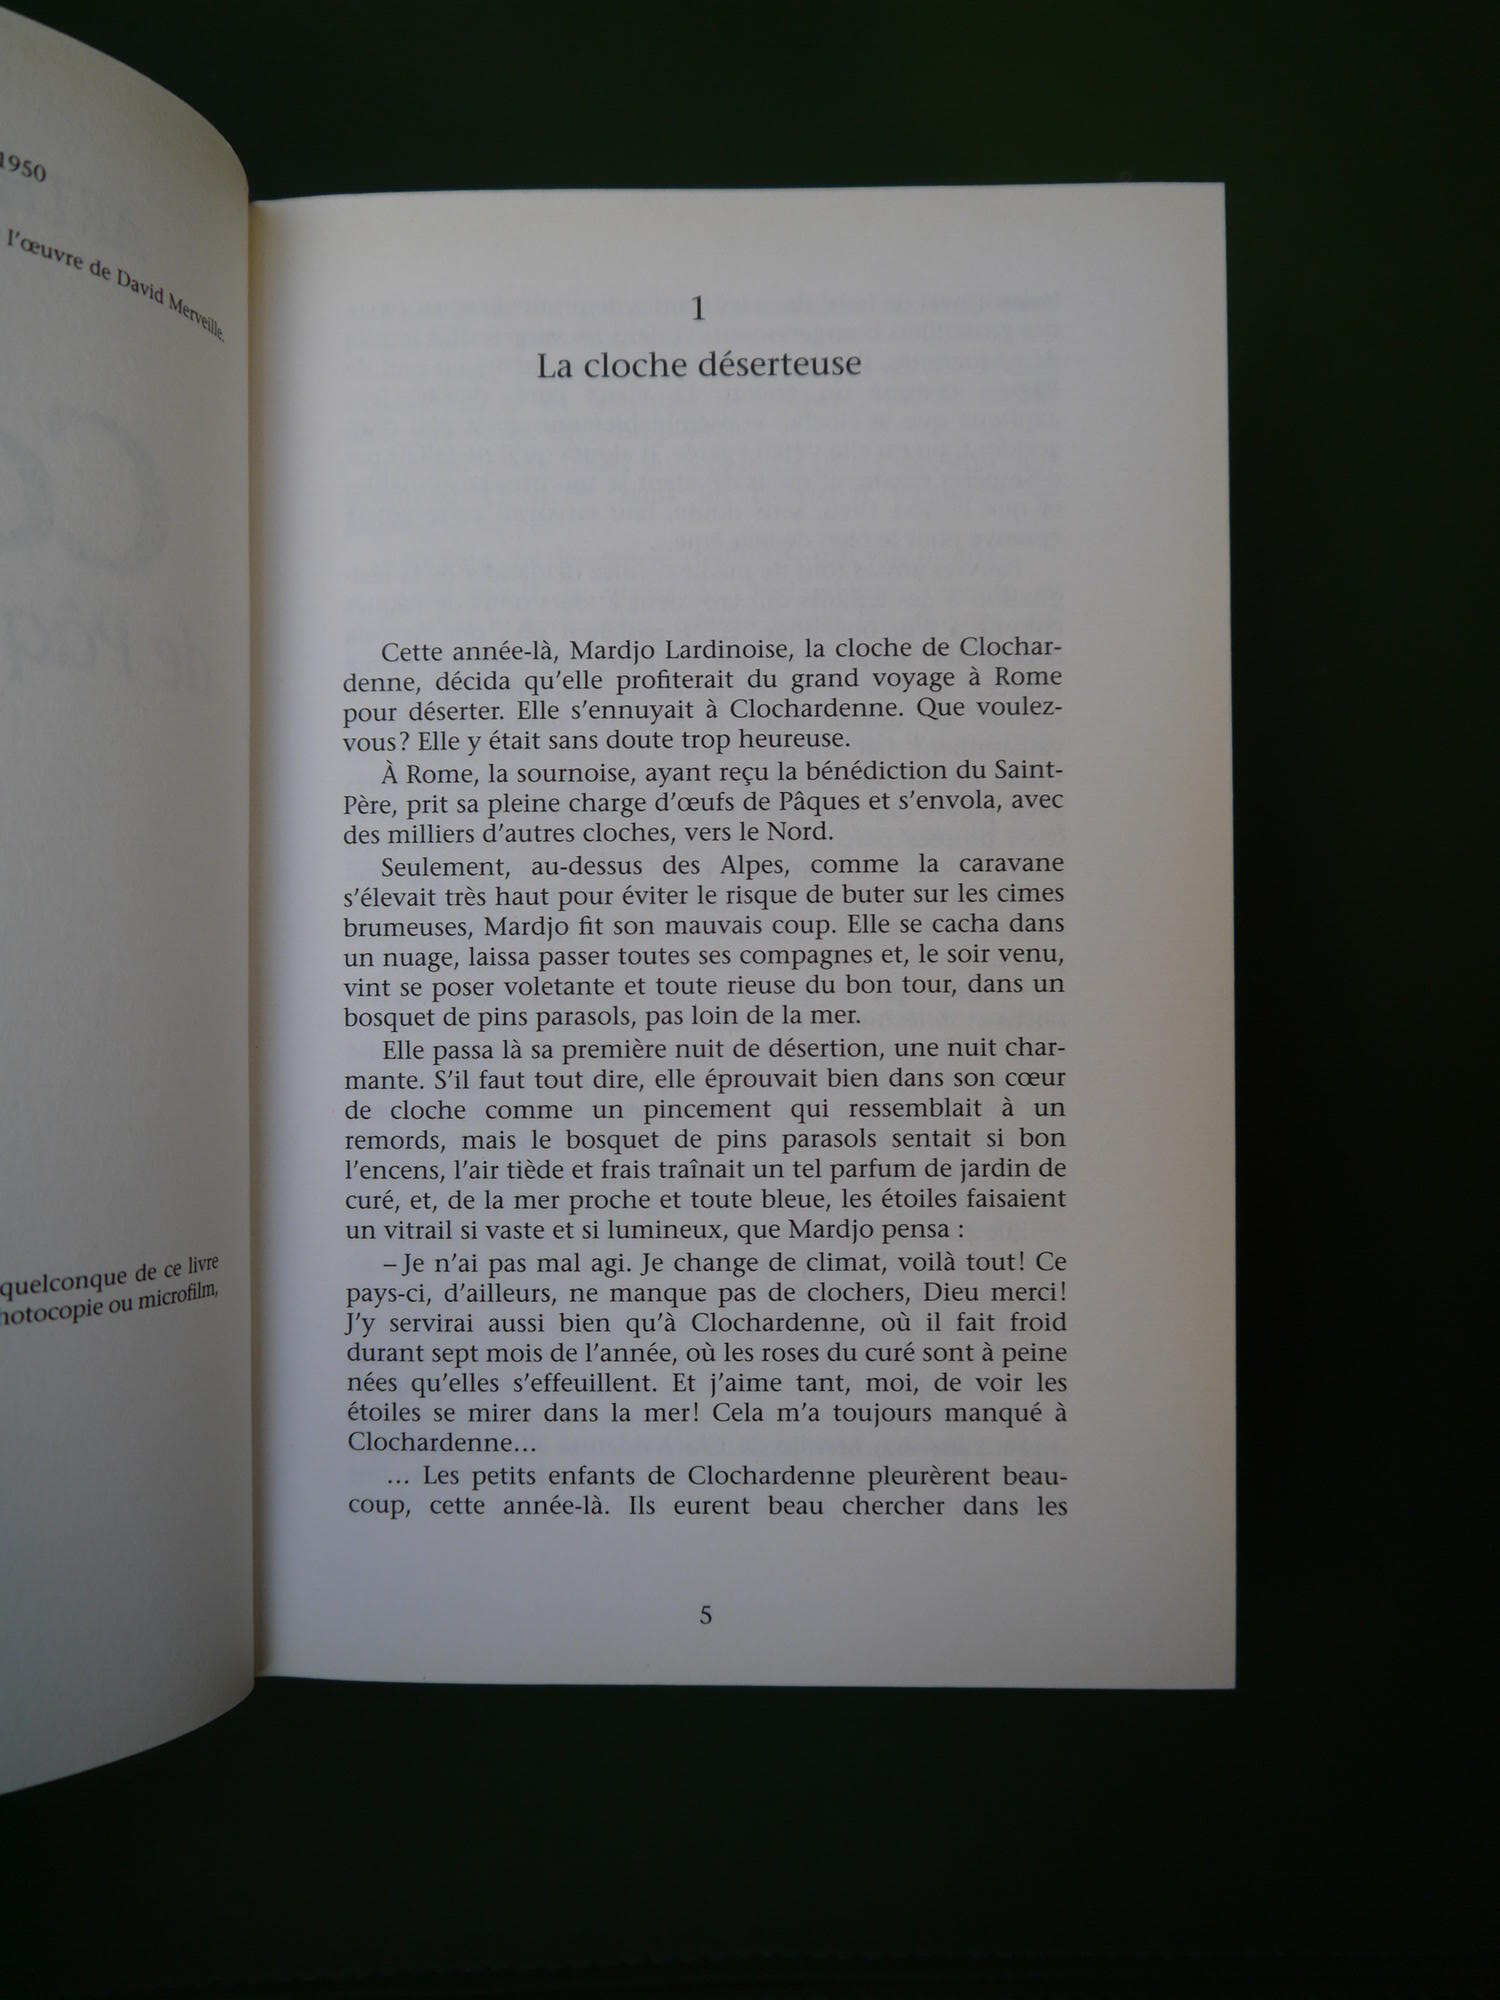 1950
l'œuvre de David Merveille.
quelconque de ce livre
photocopie ou microfilm,
1
La cloche déserteuse
Cette année-là, Mardjo Lardinoise, la cloche de Clochar-
denne, décida qu'elle profiterait du grand voyage à Rome
pour déserter. Elle s'ennuyait à Clochardenne. Que voulez-
vous? Elle y était sans doute trop heureuse.
À Rome, la sournoise, ayant reçu la bénédiction du Saint-
Père, prit sa pleine charge d'œufs de Pâques et s'envola, avec
des milliers d'autres cloches, vers le Nord.
Seulement, au-dessus des Alpes, comme la caravane
s'élevait très haut pour éviter le risque de buter sur les cimes
brumeuses, Mardjo fit son mauvais coup. Elle se cacha dans
un nuage, laissa passer toutes ses compagnes et, le soir venu,
vint se poser voletante et toute rieuse du bon tour, dans un
bosquet de pins parasols, pas loin de la mer.
Elle passa là sa première nuit de désertion, une nuit char-
mante. S'il faut tout dire, elle éprouvait bien dans son cœur
de cloche comme un pincement qui ressemblait à un
remords, mais le bosquet de pins parasols sentait si bon
l'encens, l'air tiède et frais traînait un tel parfum de jardin de
curé, et, de la mer proche et toute bleue, les étoiles faisaient
un vitrail si vaste et si lumineux, que Mardjo pensa :
– Je n'ai pas mal agi. Je change de climat, voilà tout! Ce
pays-ci, d'ailleurs, ne manque pas de clochers, Dieu merci!
J'y servirai aussi bien qu'à Clochardenne, où il fait froid
durant sept mois de l'année, où les roses du curé sont à peine
nées qu'elles s'effeuillent. Et j'aime tant, moi, de voir les
étoiles se mirer dans la mer! Cela m'a toujours manqué à
Clochardenne…
… Les petits enfants de Clochardenne pleurèrent beau-
coup, cette année-là. Ils eurent beau chercher dans les
5